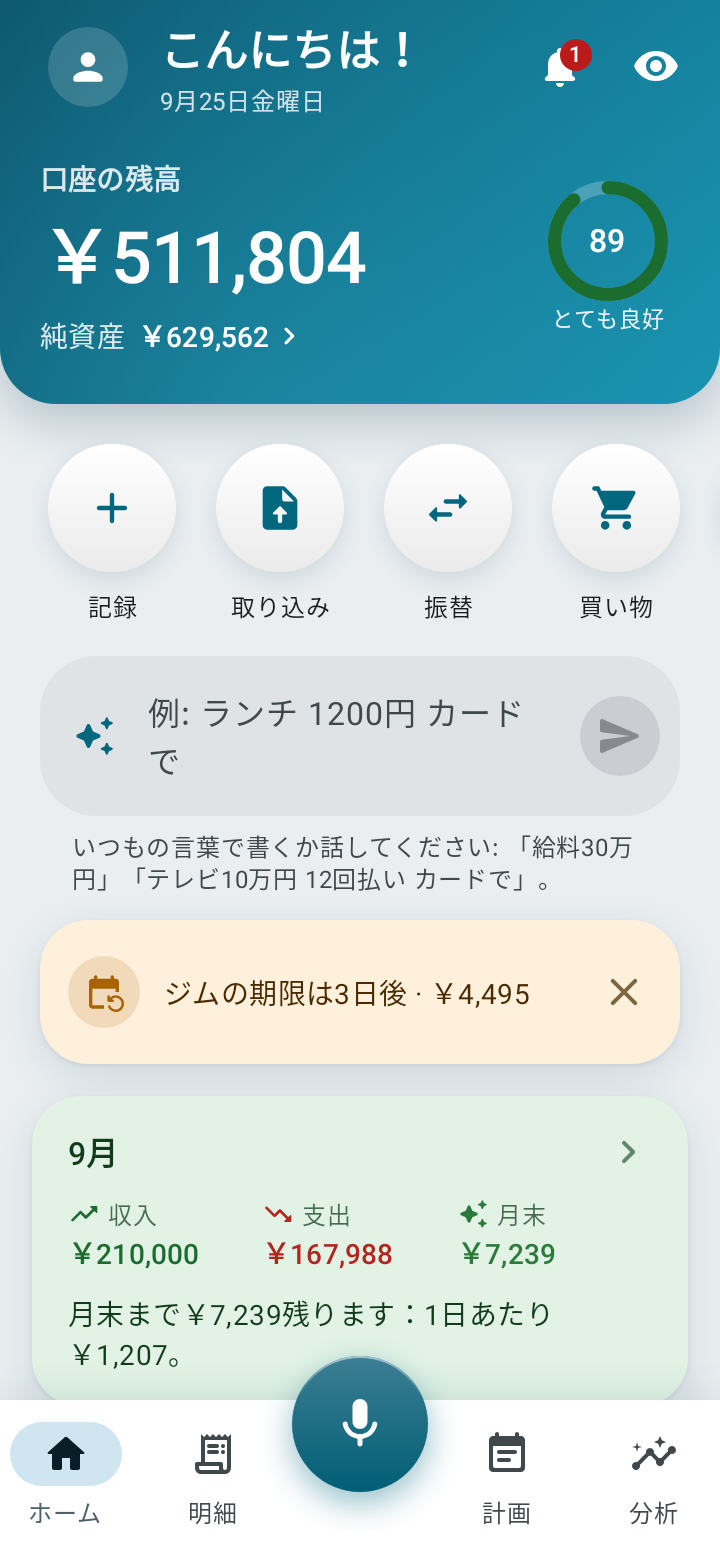 こんにちは！
1
9月25日金曜日
口座の残高
￥511,804
89
とても良好
純資産 ￥629,562
記録
取り込み
振替
買い物
例: ランチ 1200円 カード
で
いつもの言葉で書くか話してください: 「給料30万
円」「テレビ10万円 12回払い カードで」。
ジムの期限は3日後 · ￥4,495
9月
収入
支出
月末
￥210,000
￥167,988
￥7,239
月末まで￥7,239残ります：1日あたり
￥1,207。
ホーム
明細
計画
分析